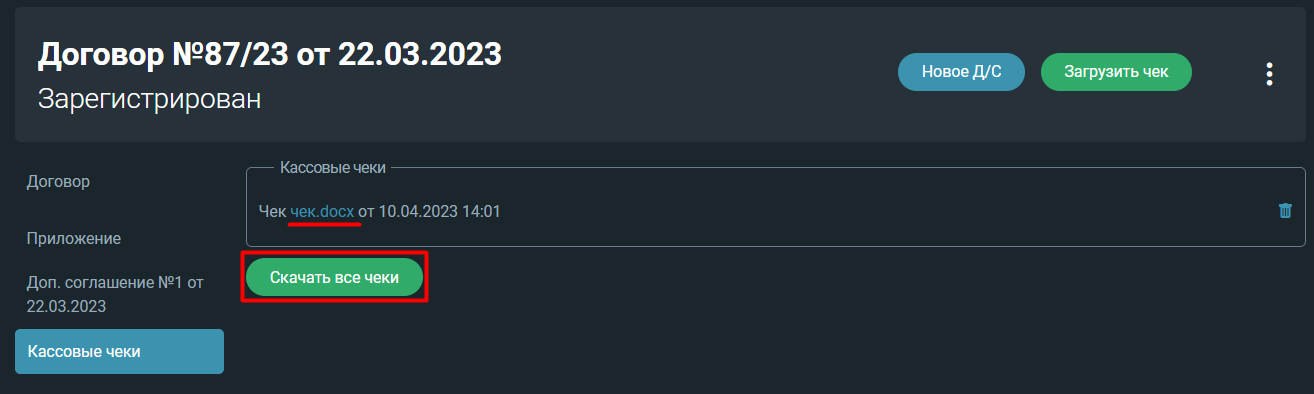 Договор №87/23 от 22.03.2023
Зарегистрирован
Новое Д/С
Загрузить чек
Договор
Приложение
Доп. соглашение №1 от
22.03.2023
Кассовые чеки
Кассовые чеки
Чек чек.docx от 10.04.2023 14:01
Скачать все чеки